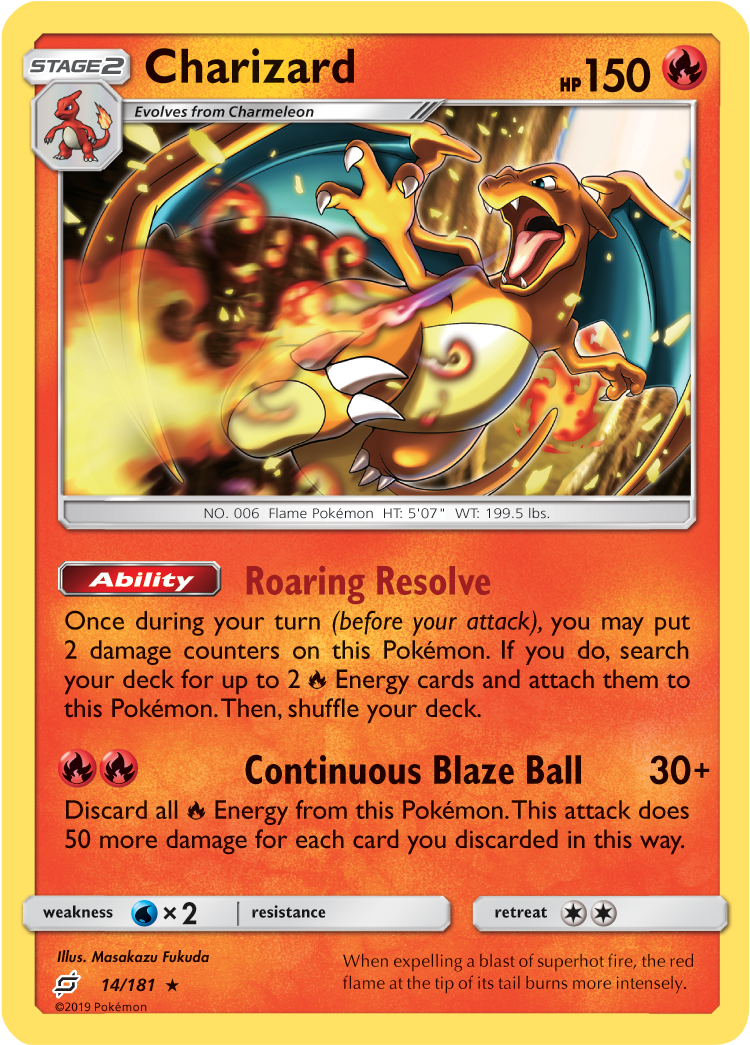 STAGE2 Charizard HP 150
Evolves from Charmeleon
NO. 006 Flame Pokémon HT: 5'07" WT: 199.5 lbs.
Ability Roaring Resolve
Once during your turn (before your attack), you may put
2 damage counters on this Pokémon. If you do, search
your deck for up to 2 Energy cards and attach them to
this Pokémon. Then, shuffle your deck.
Continuous Blaze Ball 30+
Discard all Energy from this Pokémon. This attack does
50 more damage for each card you discarded in this way.
weakness ×2 resistance retreat
Illus. Masakazu Fukuda
14/181 ★
©2019 Pokémon
When expelling a blast of superhot fire, the red
flame at the tip of its tail burns more intensely.